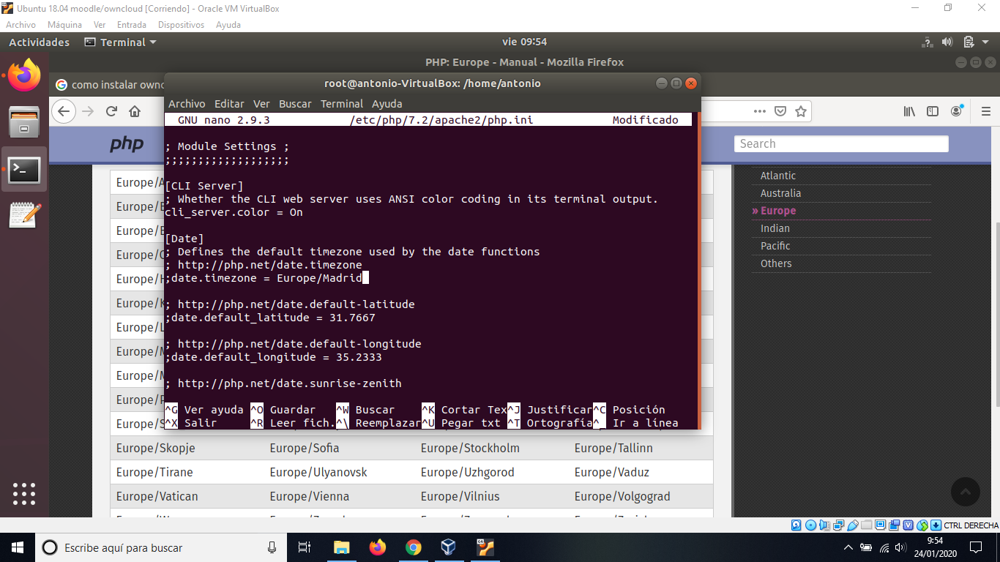 Ubuntu 18.04 moodle/owncloud [Corriendo] - Oracle VM VirtualBox
Archivo Máquina Ver Entrada Dispositivos Ayuda
Actividades Terminal vie 09:54
PHP: Europe - Manual - Mozilla Firefox
como instalar ownc
root@antonio-VirtualBox: /home/antonio
Archivo Editar Ver Buscar Terminal Ayuda
GNU nano 2.9.3 /etc/php/7.2/apache2/php.ini Modificado
; Module Settings ;
;;;;;;;;;;;;;;;;;;;
[CLI Server]
; Whether the CLI web server uses ANSI color coding in its terminal output.
cli_server.color = On
[Date]
; Defines the default timezone used by the date functions
; http://php.net/date.timezone
;date.timezone = Europe/Madrid
; http://php.net/date.default-latitude
;date.default_latitude = 31.7667
; http://php.net/date.default-longitude
;date.default_longitude = 35.2333
; http://php.net/date.sunrise-zenith
^G Ver ayuda ^O Guardar ^W Buscar ^K Cortar Tex ^J Justificar ^C Posición
^X Salir ^R Leer fich. ^\ Reemplazar ^U Pegar txt ^T Ortografía ^_ Ir a línea
php
Search
Europe/
Europe/
Europe/
Europe/
Europe/
Europe/
Europe/
Europe/
Europe/
Europe/
Europe/
Europe/Skopje Europe/Sofia Europe/Stockholm Europe/Tallinn
Europe/Tirane Europe/Ulyanovsk Europe/Uzhgorod Europe/Vaduz
Europe/Vatican Europe/Vienna Europe/Vilnius Europe/Volgograd
Atlantic
Australia
» Europe
Indian
Pacific
Others
CTRL DERECHA
Escribe aquí para buscar
9:54
24/01/2020